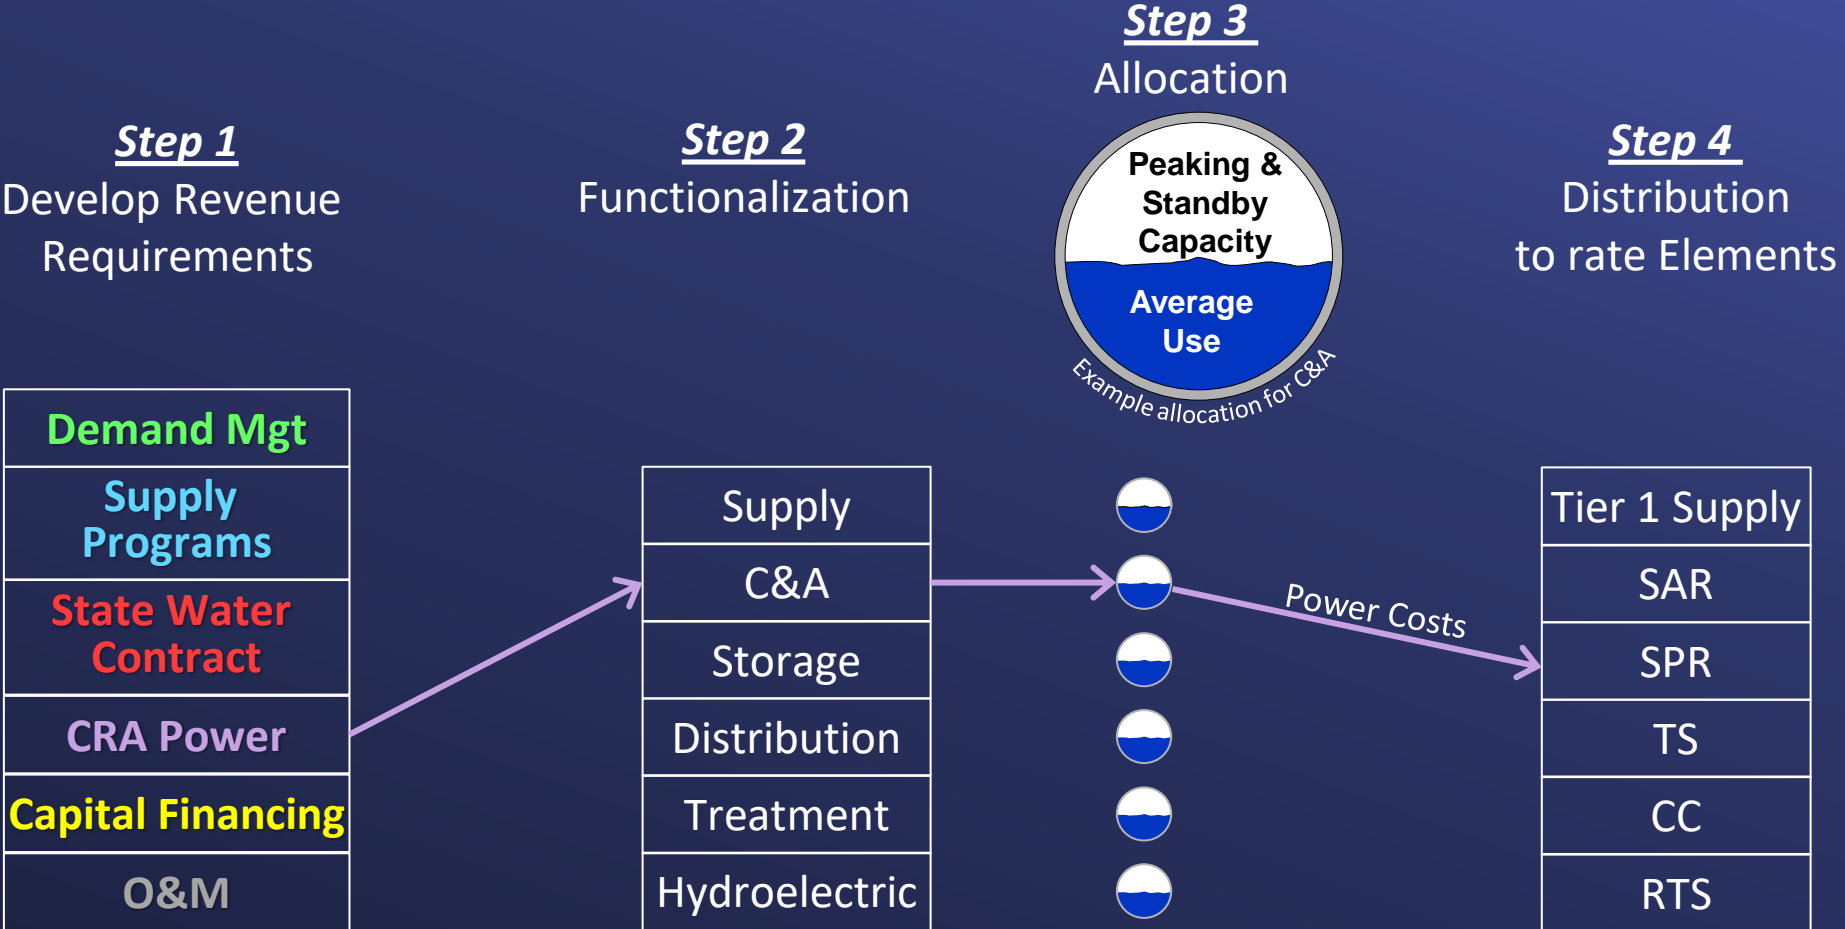 Step 1
Develop Revenue
Requirements
Demand Mgt
Supply
Programs
State Water
Contract
CRA Power
Capital Financing
O&M
Step 2
Functionalization
Supply
C&A
Storage
Distribution
Treatment
Hydroelectric
Step 3
Allocation
Peaking &
Standby
Capacity
Average
Use
Example allocation for C&A
Power Costs
Step 4
Distribution
to rate Elements
Tier 1 Supply
SAR
SPR
TS
CC
RTS